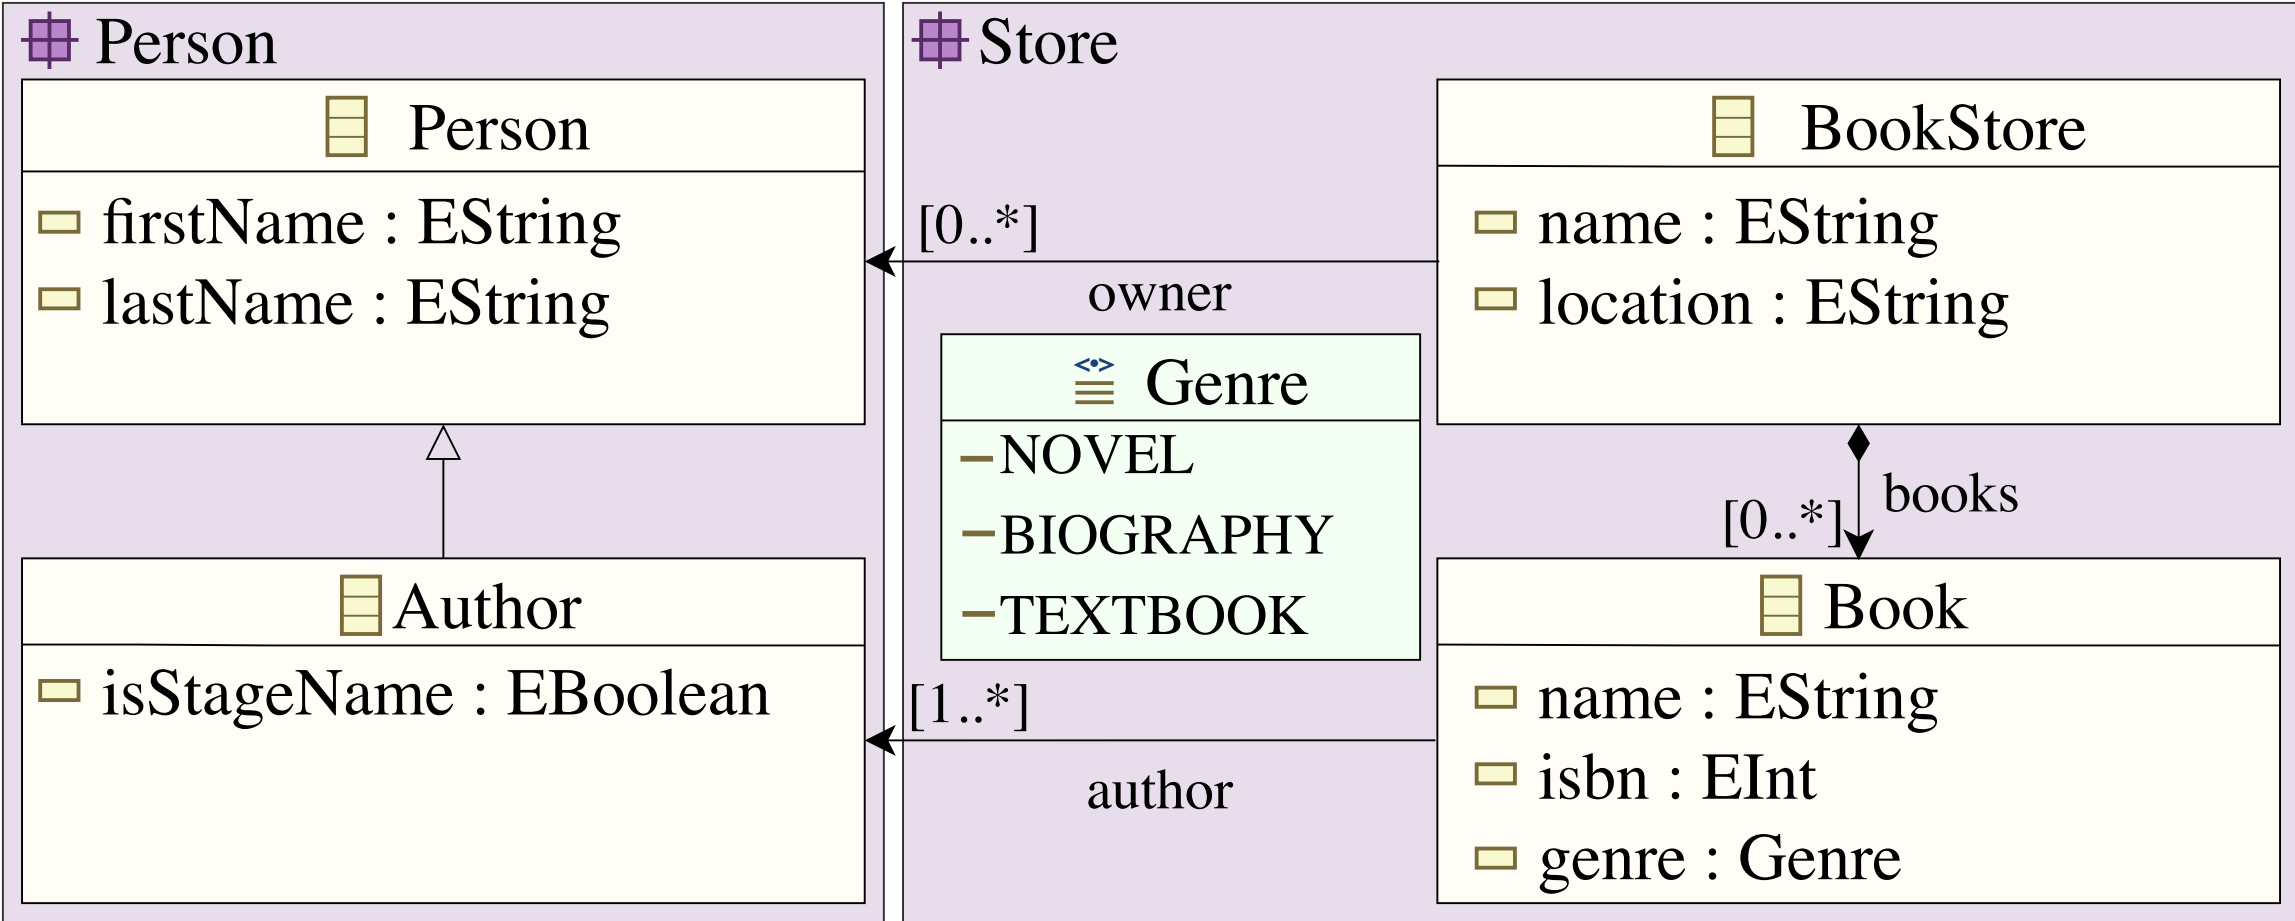 Person
Person
firstName : EString
lastName : EString
Author
isStageName : EBoolean
Store
[0..*]
owner
Genre
NOVEL
BIOGRAPHY
TEXTBOOK
[1..*]
author
BookStore
name : EString
location : EString
books
[0..*]
Book
name : EString
isbn : EInt
genre : Genre